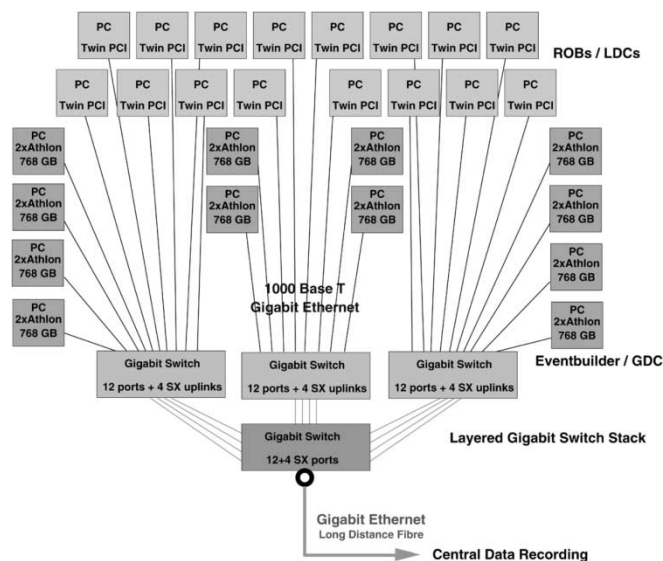 PC
Twin PCI
PC
Twin PCI
PC
Twin PCI
PC
Twin PCI
PC
Twin PCI
PC
Twin PCI
PC
Twin PCI
PC
Twin PCI
ROBs / LDCs
PC
Twin PCI
PC
Twin PCI
PC
Twin PCI
PC
Twin PCI
PC
Twin PCI
PC
Twin PCI
PC
Twin PCI
PC
Twin PCI
PC
2xAthlon
768 GB
PC
2xAthlon
768 GB
PC
2xAthlon
768 GB
PC
2xAthlon
768 GB
PC
2xAthlon
768 GB
PC
2xAthlon
768 GB
PC
2xAthlon
768 GB
PC
2xAthlon
768 GB
PC
2xAthlon
768 GB
PC
2xAthlon
768 GB
1000 Base T
Gigabit Ethernet
PC
2xAthlon
768 GB
PC
2xAthlon
768 GB
Eventbuilder / GDC
Gigabit Switch
12 ports + 4 SX uplinks
Gigabit Switch
12 ports + 4 SX uplinks
Gigabit Switch
12 ports + 4 SX uplinks
Gigabit Switch
12+4 SX ports
Layered Gigabit Switch Stack
Gigabit Ethernet
Long Distance Fibre
Central Data Recording